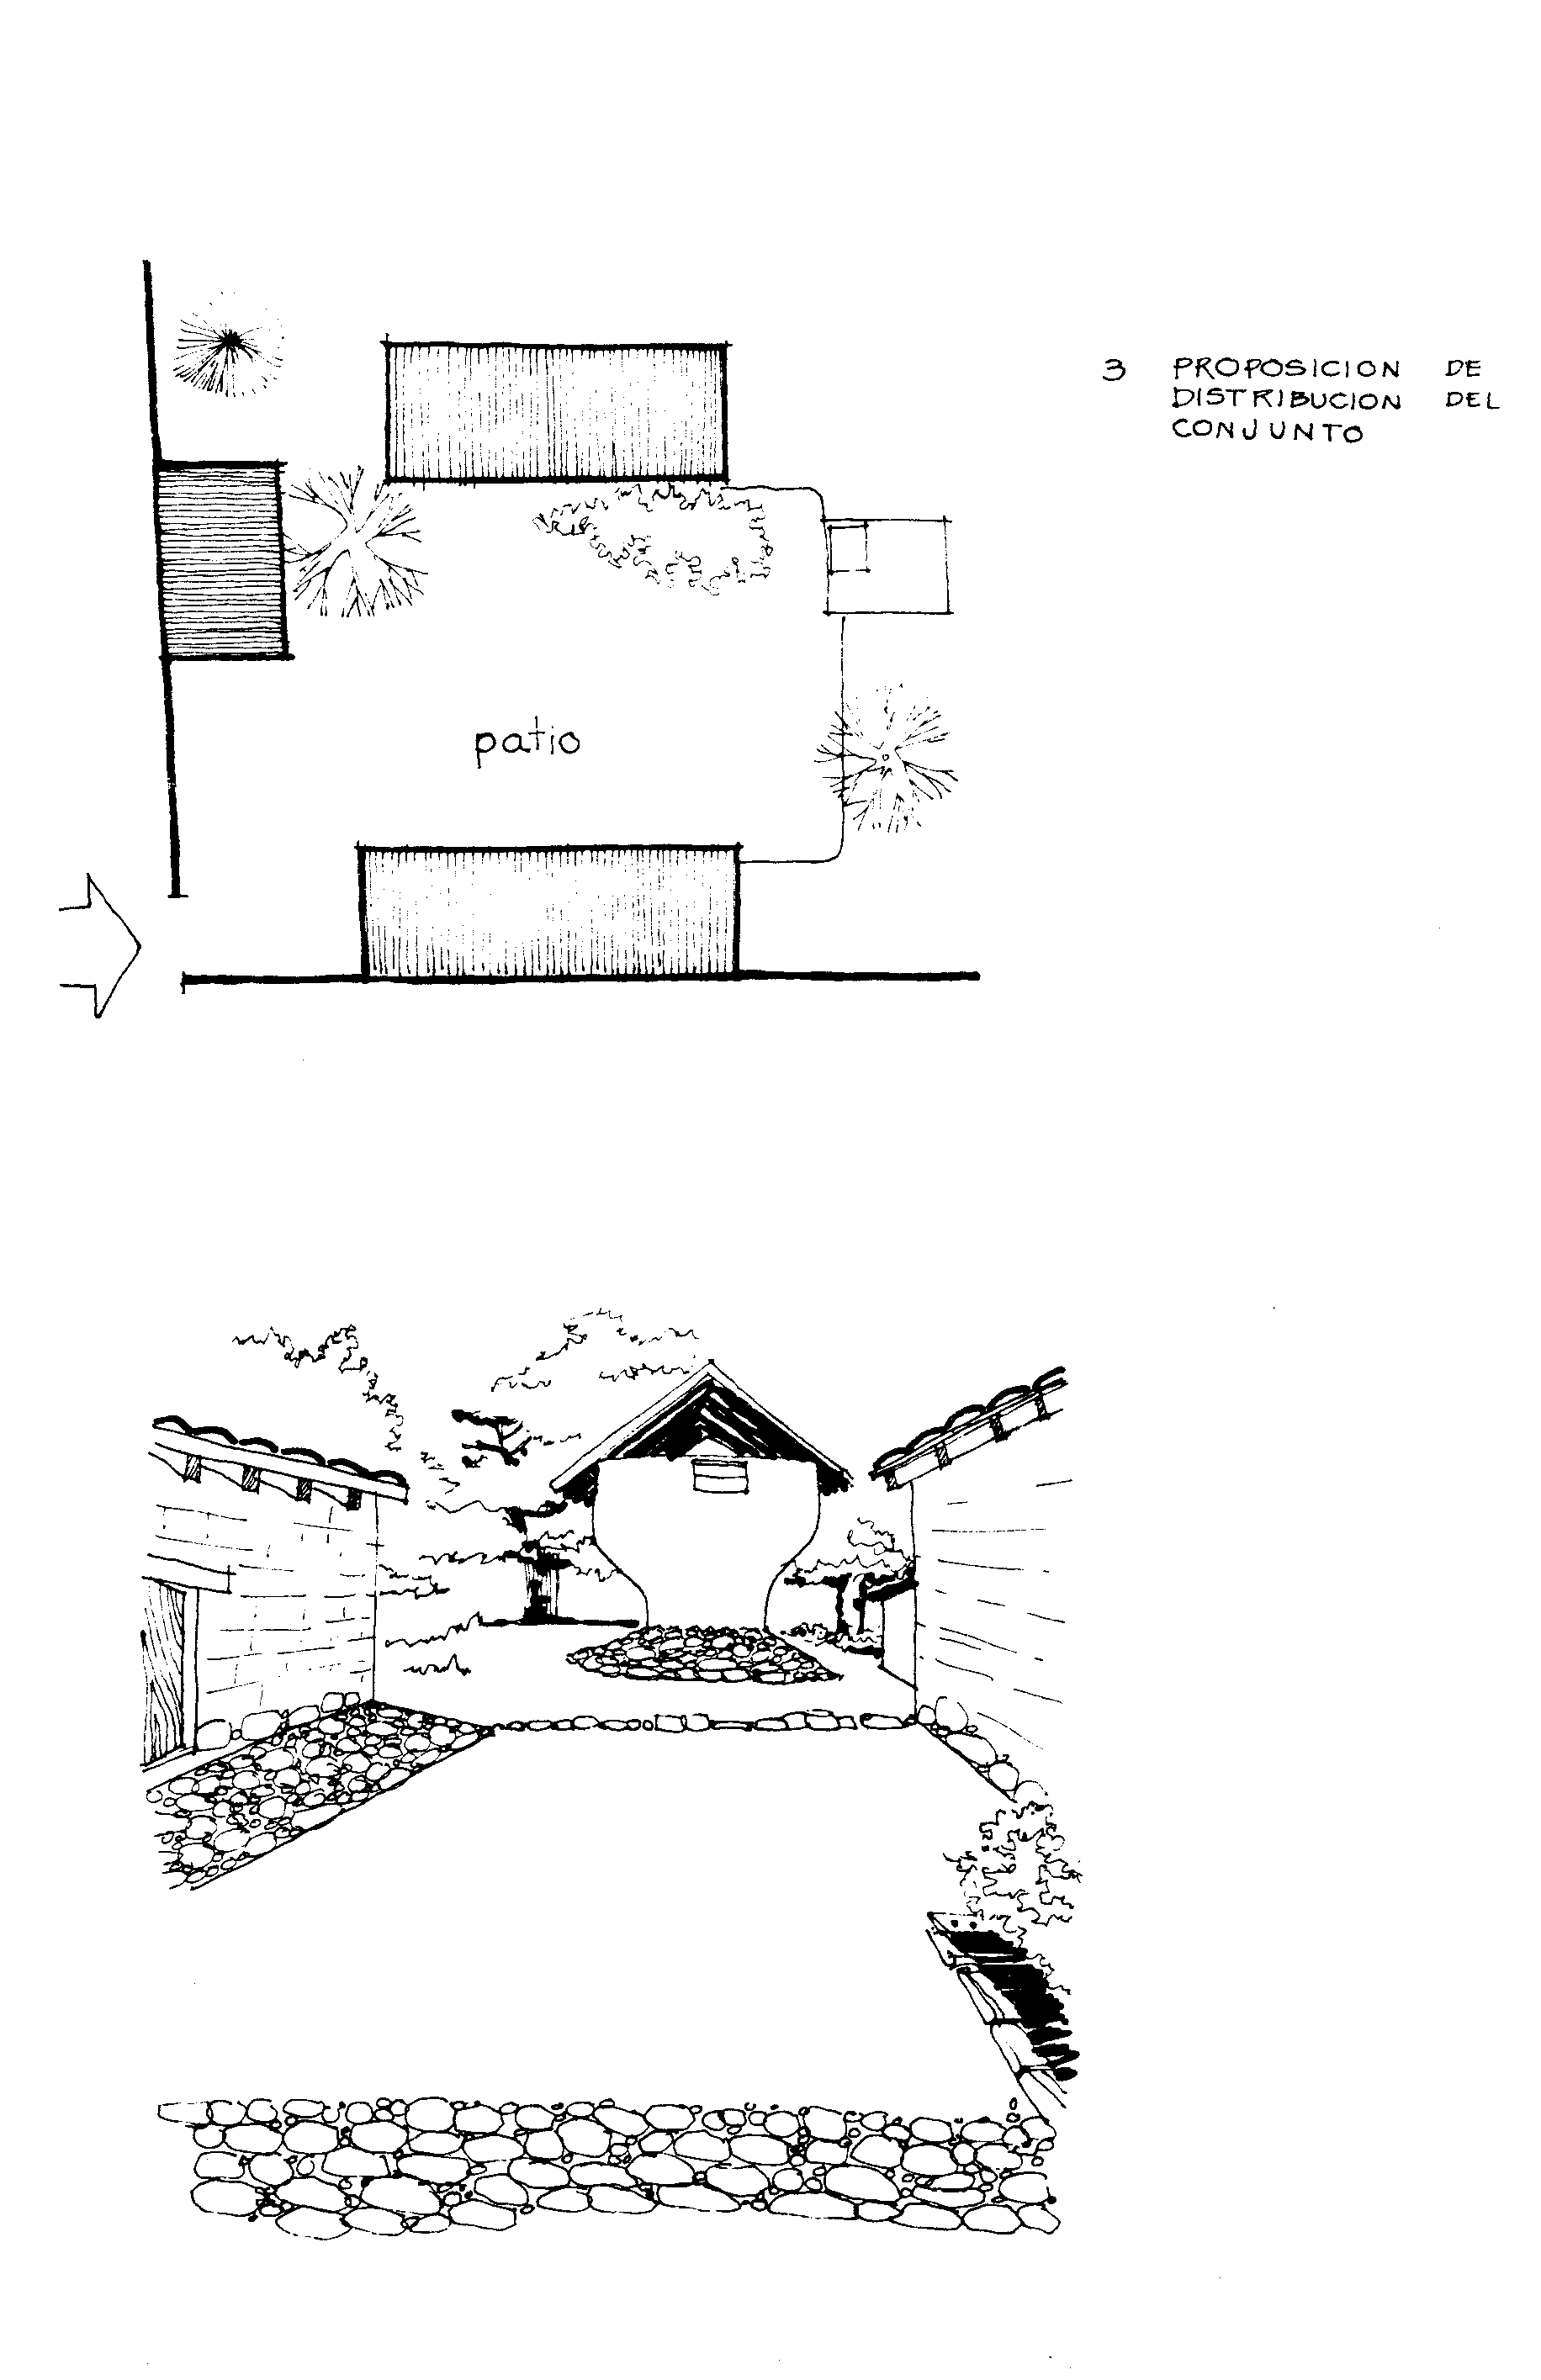 3 PROPOSICION DE
DISTRIBUCION DEL
CONJUNTO
patio